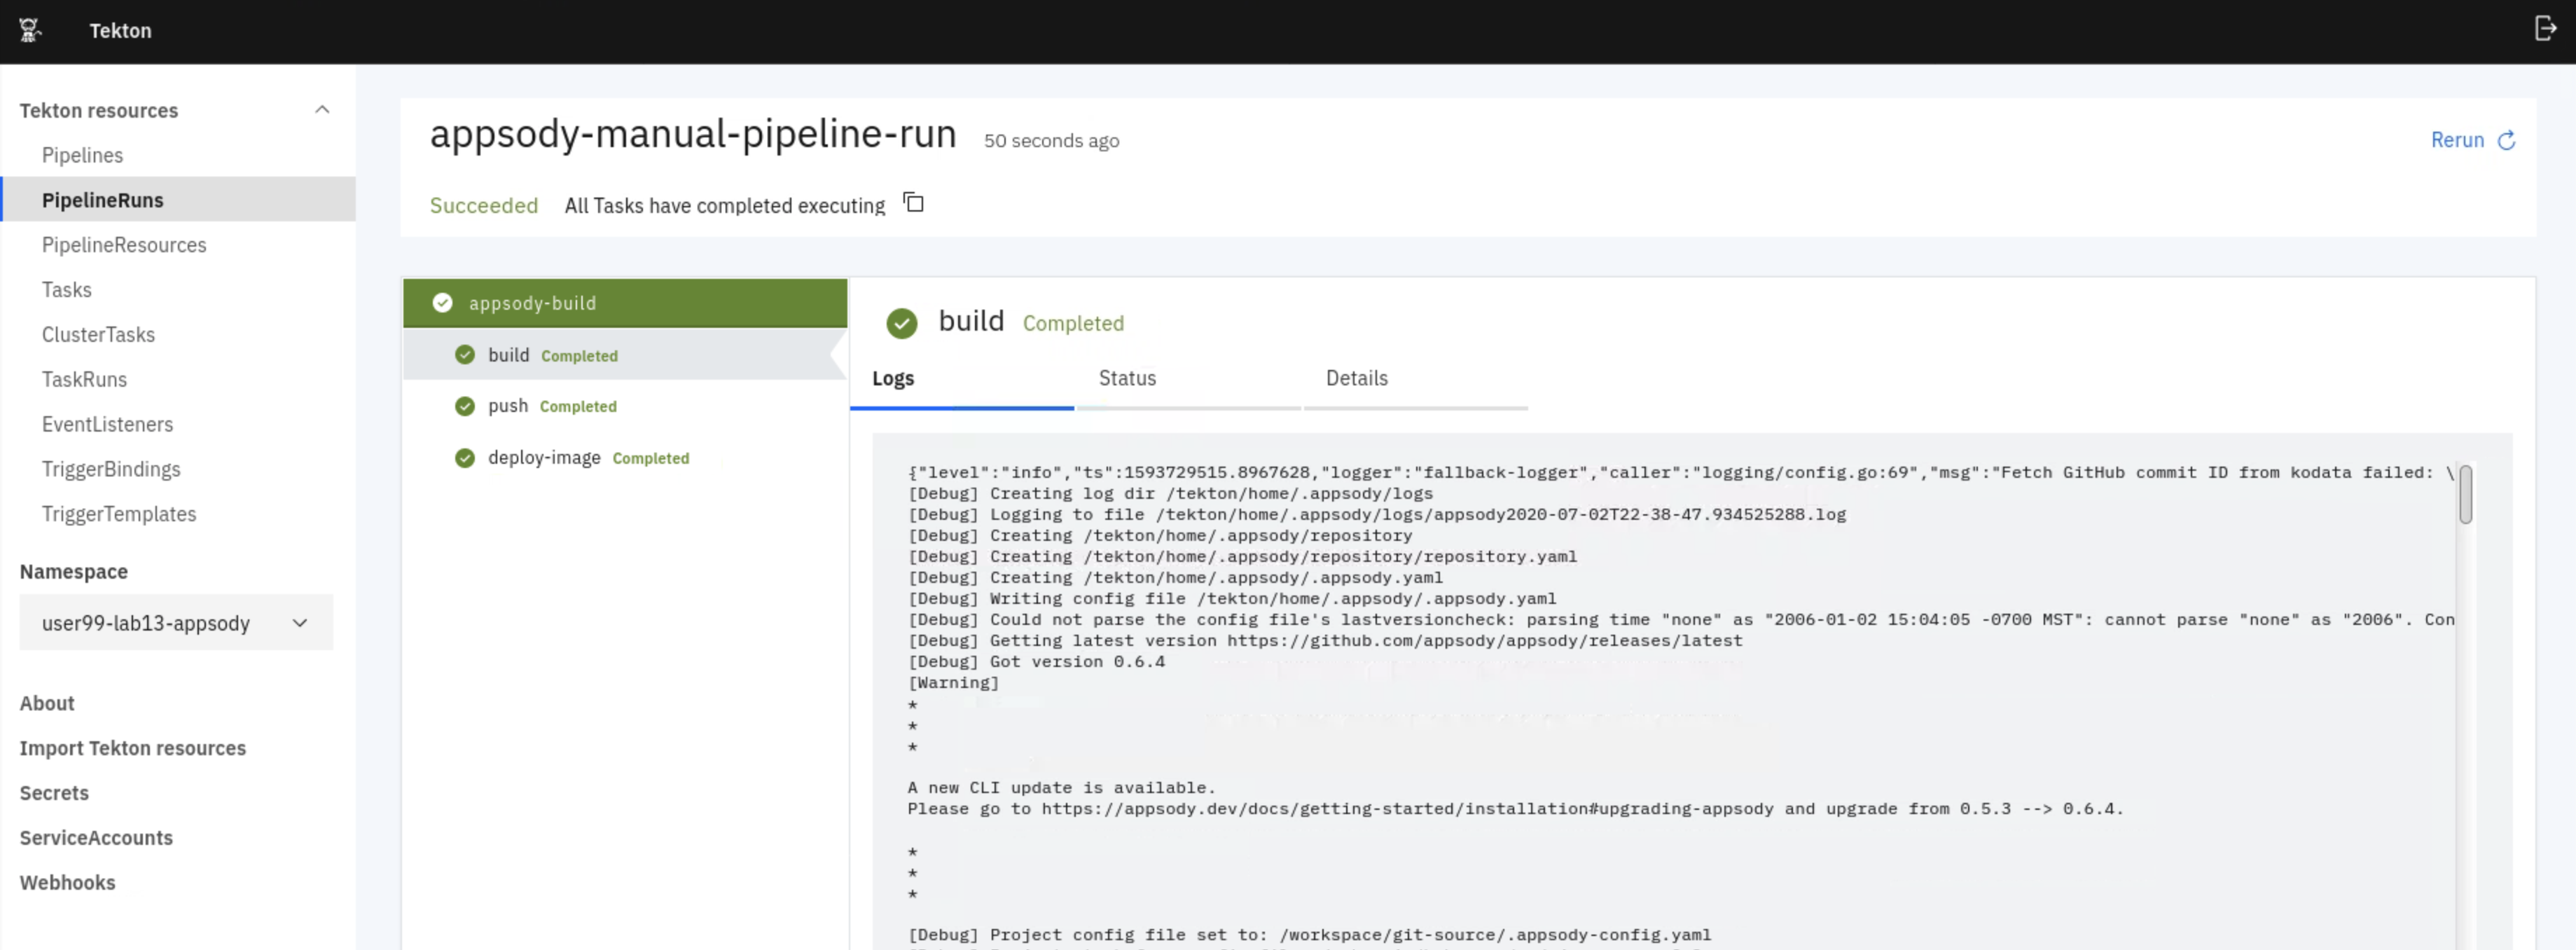 Tekton
Tekton resources
Pipelines
PipelineRuns
PipelineResources
Tasks
ClusterTasks
TaskRuns
EventListeners
TriggerBindings
TriggerTemplates
Namespace
user99-lab13-appsody
About
Import Tekton resources
Secrets
ServiceAccounts
Webhooks
appsody-manual-pipeline-run 50 seconds ago
Rerun
Succeeded All Tasks have completed executing
appsody-build
build Completed
push Completed
deploy-image Completed
build Completed
Logs Status Details
{"level":"info","ts":1593729515.8967628,"logger":"fallback-logger","caller":"logging/config.go:69","msg":"Fetch GitHub commit ID from kodata failed: \
[Debug] Creating log dir /tekton/home/.appsody/logs
[Debug] Logging to file /tekton/home/.appsody/logs/appsody2020-07-02T22-38-47.934525288.log
[Debug] Creating /tekton/home/.appsody/repository
[Debug] Creating /tekton/home/.appsody/repository/repository.yaml
[Debug] Creating /tekton/home/.appsody/.appsody.yaml
[Debug] Writing config file /tekton/home/.appsody/.appsody.yaml
[Debug] Could not parse the config file's lastversioncheck: parsing time "none" as "2006-01-02 15:04:05 -0700 MST": cannot parse "none" as "2006". Con
[Debug] Getting latest version https://github.com/appsody/appsody/releases/latest
[Debug] Got version 0.6.4
[Warning]
*
*
*
A new CLI update is available.
Please go to https://appsody.dev/docs/getting-started/installation#upgrading-appsody and upgrade from 0.5.3 --> 0.6.4.
*
*
*
[Debug] Project config file set to: /workspace/git-source/.appsody-config.yaml